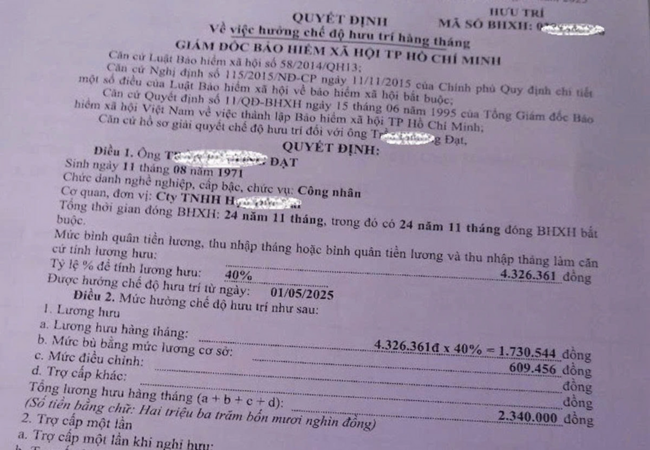 HƯU TRÍ
QUYẾT ĐỊNH
MÃ SỐ BHXH:
Về việc hưởng chế độ hưu trí hàng tháng
GIÁM ĐỐC BẢO HIỂM XÃ HỘI TP HỒ CHÍ MINH
Căn cứ Luật Bảo hiểm xã hội số 58/2014/QH13;
Căn cứ Nghị định số 115/2015/NĐ-CP ngày 11/11/2015 của Chính phủ Quy định chi tiết
một số điều của Luật Bảo hiểm xã hội về bảo hiểm xã hội bắt buộc;
Căn cứ Quyết định số 11/QĐ-BHXH ngày 15 tháng 06 năm 1995 của Tổng Giám đốc Bảo
hiểm xã hội Việt Nam về việc thành lập Bảo hiểm xã hội TP Hồ Chí Minh;
Căn cứ hồ sơ giải quyết chế độ hưu trí đối với ông Đạt,
QUYẾT ĐỊNH:
Điều 1. Ông ĐẠT
Sinh ngày 11 tháng 08 năm 1971
Chức danh nghề nghiệp, cấp bậc, chức vụ: Công nhân
Cơ quan, đơn vị: Cty TNHH
Tổng thời gian đóng BHXH: 24 năm 11 tháng, trong đó có 24 năm 11 tháng đóng BHXH bắt
buộc.
Mức bình quân tiền lương, thu nhập tháng hoặc bình quân tiền lương và thu nhập tháng làm căn
cứ tính lương hưu: 4.326.361 đồng
Tỷ lệ % để tính lương hưu: 40%
Được hưởng chế độ hưu trí từ ngày: 01/05/2025
Điều 2. Mức hưởng chế độ hưu trí như sau:
1. Lương hưu
a. Lương hưu hàng tháng: 4.326.361đ x 40% = 1.730.544 đồng
b. Mức bù bằng mức lương cơ sở: 609.456 đồng
c. Mức điều chỉnh: đồng
d. Trợ cấp khác: đồng
Tổng lương hưu hàng tháng (a + b + c + d): 2.340.000 đồng
(Số tiền bằng chữ: Hai triệu ba trăm bốn mươi nghìn đồng)
2. Trợ cấp một lần
a. Trợ cấp một lần khi nghỉ hưu: